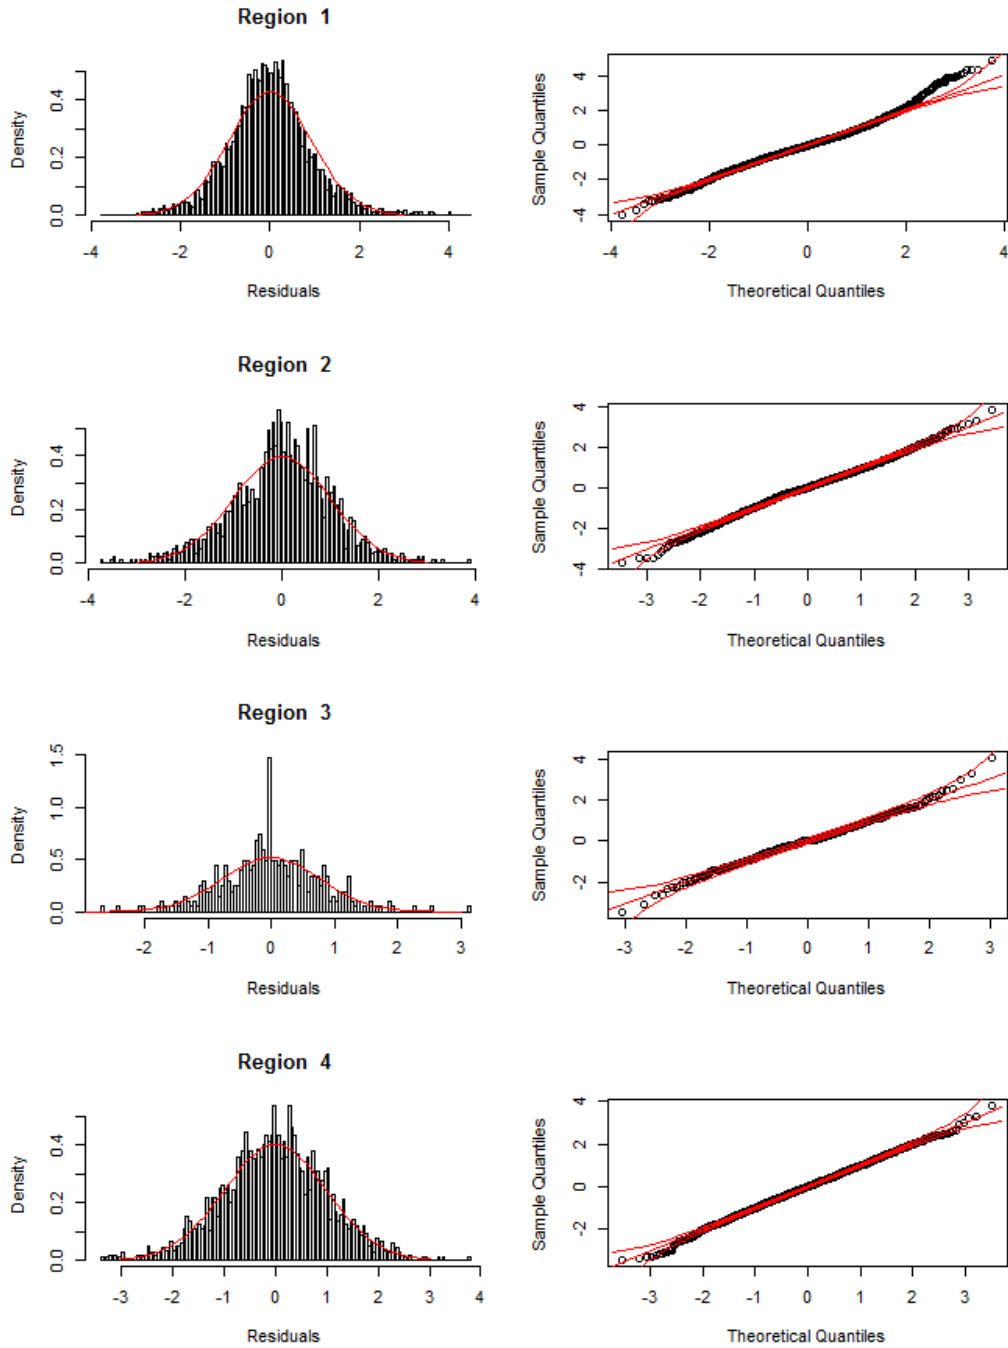 Region 1
Density
0.0 0.2 0.4
-4 -2 0 2 4
Residuals
Sample Quantiles
-4 -2 0 2 4
-4 -2 0 2 4
Theoretical Quantiles
Region 2
Density
0.0 0.2 0.4
-4 -2 0 2 4
Residuals
Sample Quantiles
-4 -2 0 2 4
-3 -2 -1 0 1 2 3
Theoretical Quantiles
Region 3
Density
0.0 0.5 1.0 1.5
-2 -1 0 1 2 3
Residuals
Sample Quantiles
-2 0 2 4
-3 -2 -1 0 1 2 3
Theoretical Quantiles
Region 4
Density
0.0 0.2 0.4
-3 -2 -1 0 1 2 3 4
Residuals
Sample Quantiles
-2 0 2 4
-3 -2 -1 0 1 2 3
Theoretical Quantiles